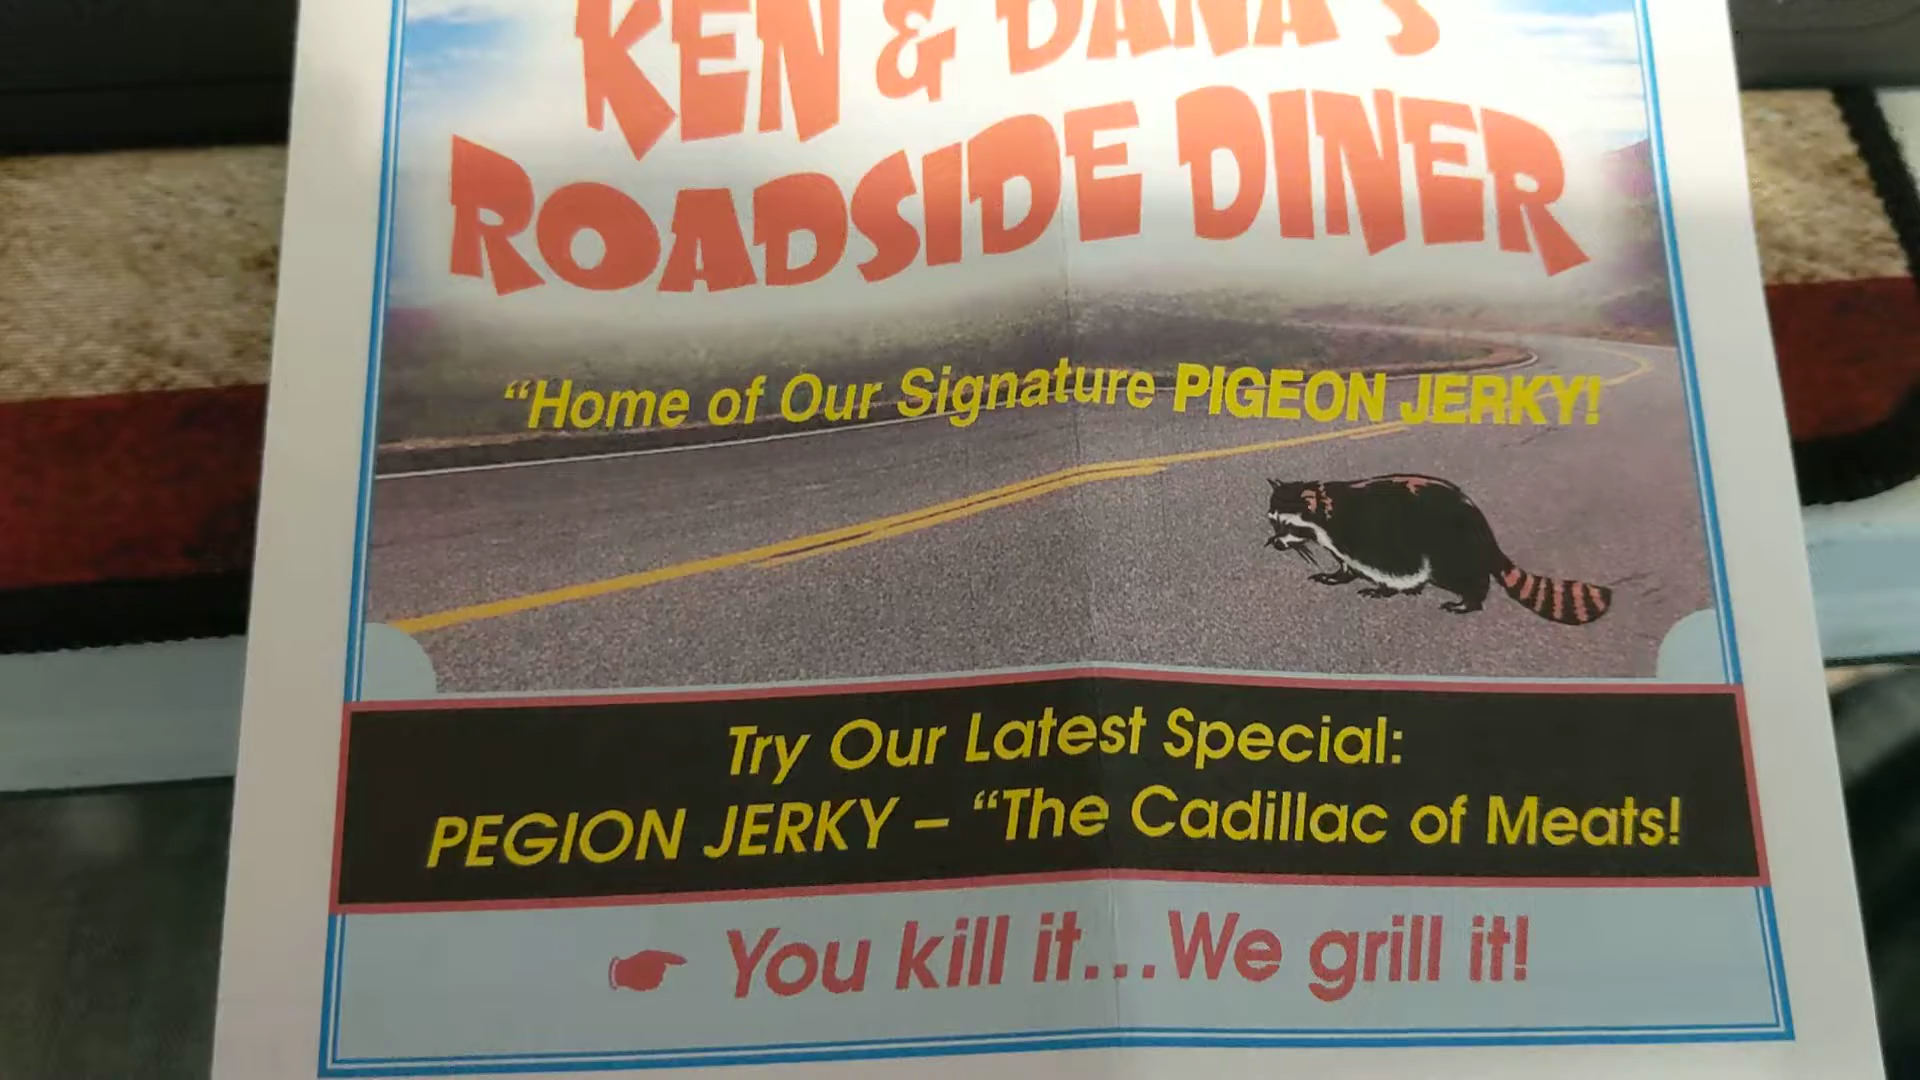 KEN & DANA'S
ROADSIDE DINER
“Home of Our Signature PIGEON JERKY!
Try Our Latest Special:
PEGION JERKY – “The Cadillac of Meats!
You kill it...We grill it!